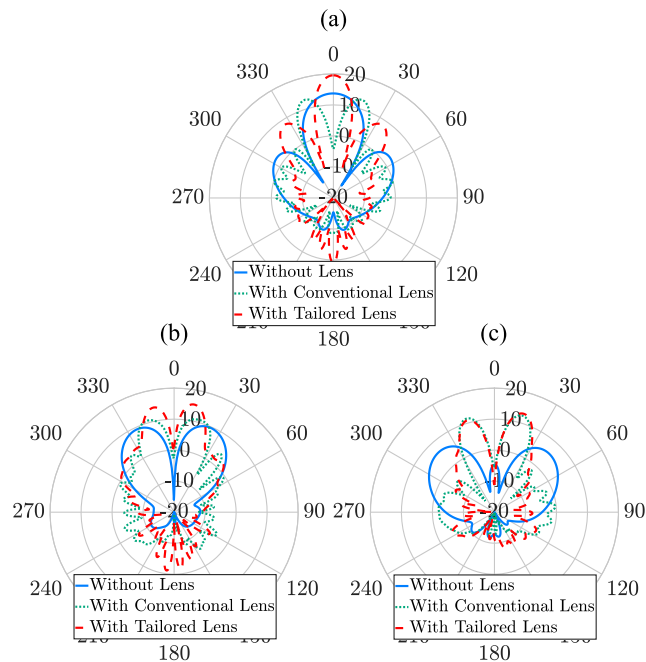 (a)
0
330 20 30
300 10 60
0
-10
270 -20 90
240 120
Without Lens
With Conventional Lens
With Tailored Lens
180
(b) (c)
0 0
330 20 30 330 20 30
300 10 60 300 10 60
0 0
-10 -10
270 -20 90 270 -20 90
240 120 240 120
Without Lens Without Lens
With Conventional Lens With Conventional Lens
With Tailored Lens With Tailored Lens
180 180